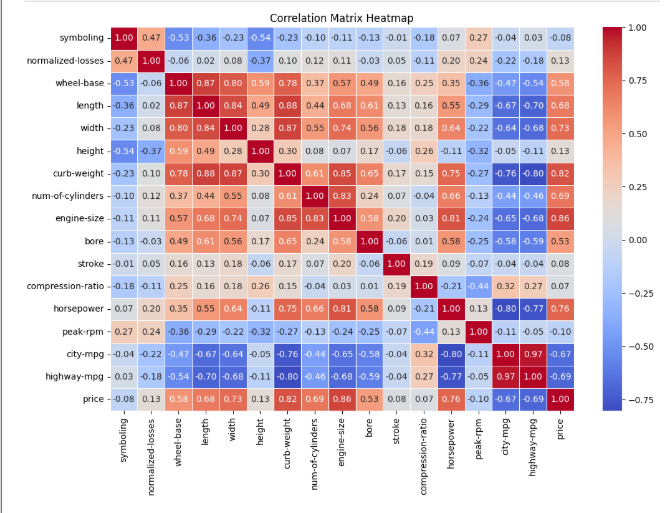 Correlation Matrix Heatmap
symboling 1.00 0.47 -0.53 -0.36 -0.23 -0.54 -0.23 -0.10 -0.11 -0.13 -0.01 -0.18 0.07 0.27 -0.04 0.03 -0.08
normalized-losses 0.47 1.00 -0.06 0.02 0.08 -0.37 0.10 0.12 0.11 -0.03 0.05 -0.11 0.20 0.24 -0.22 -0.18 0.13
wheel-base -0.53 -0.06 1.00 0.87 0.80 0.59 0.78 0.37 0.57 0.49 0.16 0.25 0.35 -0.36 -0.47 -0.54 0.58
length -0.36 0.02 0.87 1.00 0.84 0.49 0.88 0.44 0.68 0.61 0.13 0.16 0.55 -0.29 -0.67 -0.70 0.68
width -0.23 0.08 0.80 0.84 1.00 0.28 0.87 0.55 0.74 0.56 0.18 0.18 0.64 -0.22 -0.64 -0.68 0.73
height -0.54 -0.37 0.59 0.49 0.28 1.00 0.30 0.08 0.07 0.17 -0.06 0.26 -0.11 -0.32 -0.05 -0.11 0.13
curb-weight -0.23 0.10 0.78 0.88 0.87 0.30 1.00 0.61 0.85 0.65 0.17 0.15 0.75 -0.27 -0.76 -0.80 0.82
num-of-cylinders -0.10 0.12 0.37 0.44 0.55 0.08 0.61 1.00 0.83 0.24 0.07 -0.04 0.66 -0.13 -0.44 -0.46 0.69
engine-size -0.11 0.11 0.57 0.68 0.74 0.07 0.85 0.83 1.00 0.58 0.20 0.03 0.81 -0.24 -0.65 -0.68 0.86
bore -0.13 -0.03 0.49 0.61 0.56 0.17 0.65 0.24 0.58 1.00 -0.06 0.01 0.58 -0.25 -0.58 -0.59 0.53
stroke -0.01 0.05 0.16 0.13 0.18 -0.06 0.17 0.07 0.20 -0.06 1.00 0.19 0.09 -0.07 -0.04 -0.04 0.08
compression-ratio -0.18 -0.11 0.25 0.16 0.18 0.26 0.15 -0.04 0.03 0.01 0.19 1.00 -0.21 -0.44 0.32 0.27 0.07
horsepower 0.07 0.20 0.35 0.55 0.64 -0.11 0.75 0.66 0.81 0.58 0.09 -0.21 1.00 0.13 -0.80 -0.77 0.76
peak-rpm 0.27 0.24 -0.36 -0.29 -0.22 -0.32 -0.27 -0.13 -0.24 -0.25 -0.07 -0.44 0.13 1.00 -0.11 -0.05 -0.10
city-mpg -0.04 -0.22 -0.47 -0.67 -0.64 -0.05 -0.76 -0.46 -0.65 -0.58 -0.04 0.32 -0.80 -0.11 1.00 0.97 -0.67
highway-mpg 0.03 -0.18 -0.54 -0.70 -0.68 -0.11 -0.80 -0.46 -0.68 -0.59 -0.04 0.27 -0.77 -0.05 0.97 1.00 -0.69
price -0.08 0.13 0.58 0.68 0.73 0.13 0.82 0.69 0.86 0.53 0.08 0.07 0.76 -0.10 -0.67 -0.69 1.00
symboling
normalized-losses
wheel-base
length
width
height
curb-weight
num-of-cylinders
engine-size
bore
stroke
compression-ratio
horsepower
peak-rpm
city-mpg
highway-mpg
price
1.00
0.75
0.50
0.25
0.00
−0.25
−0.50
−0.75